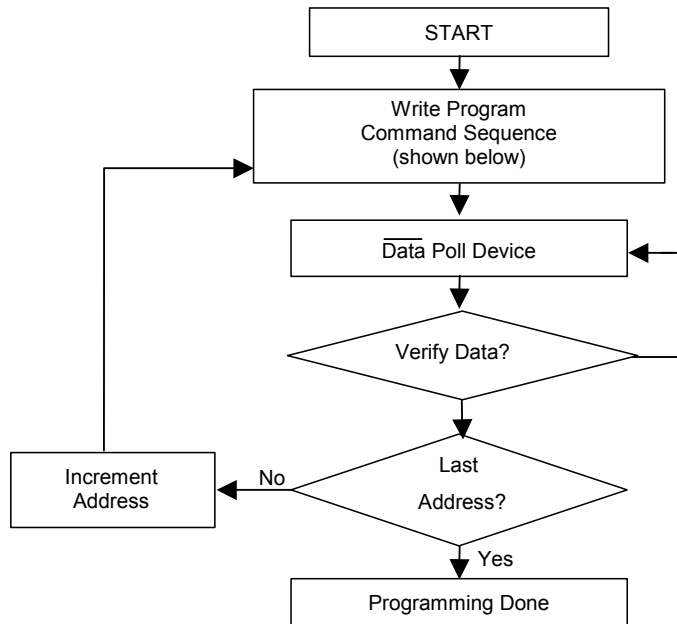 START
Write Program
Command Sequence
(shown below)
Data Poll Device
Verify Data?
Last
Address?
No
Increment
Address
Yes
Programming Done